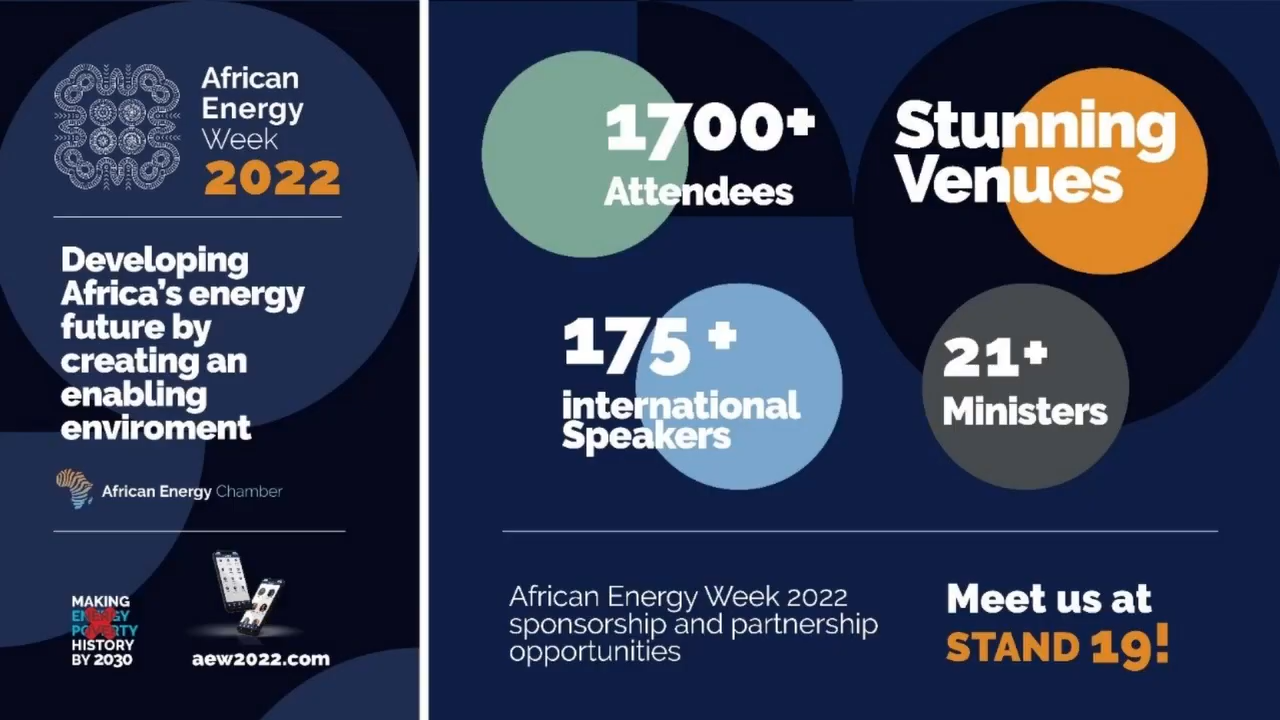 African
Energy
Week
2022
Developing
Africa's energy
future by
creating an
enabling
enviroment
African Energy Chamber
MAKING
ENERGY
POVERTY
HISTORY
BY 2030
aew2022.com
1700+
Attendees
Stunning
Venues
175 +
international
Speakers
21+
Ministers
African Energy Week 2022
sponsorship and partnership
opportunities
Meet us at
STAND 19!